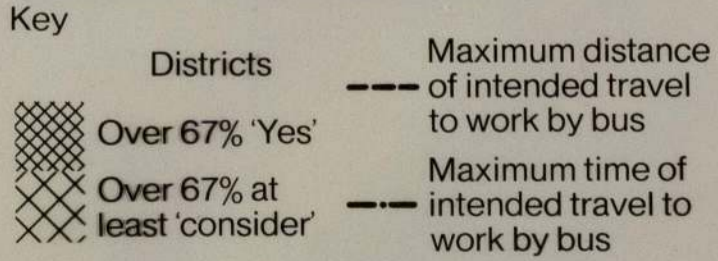 Key
Districts
Over 67% 'Yes'
Over 67% at
least 'consider'
Maximum distance
of intended travel
to work by bus
Maximum time of
intended travel to
work by bus